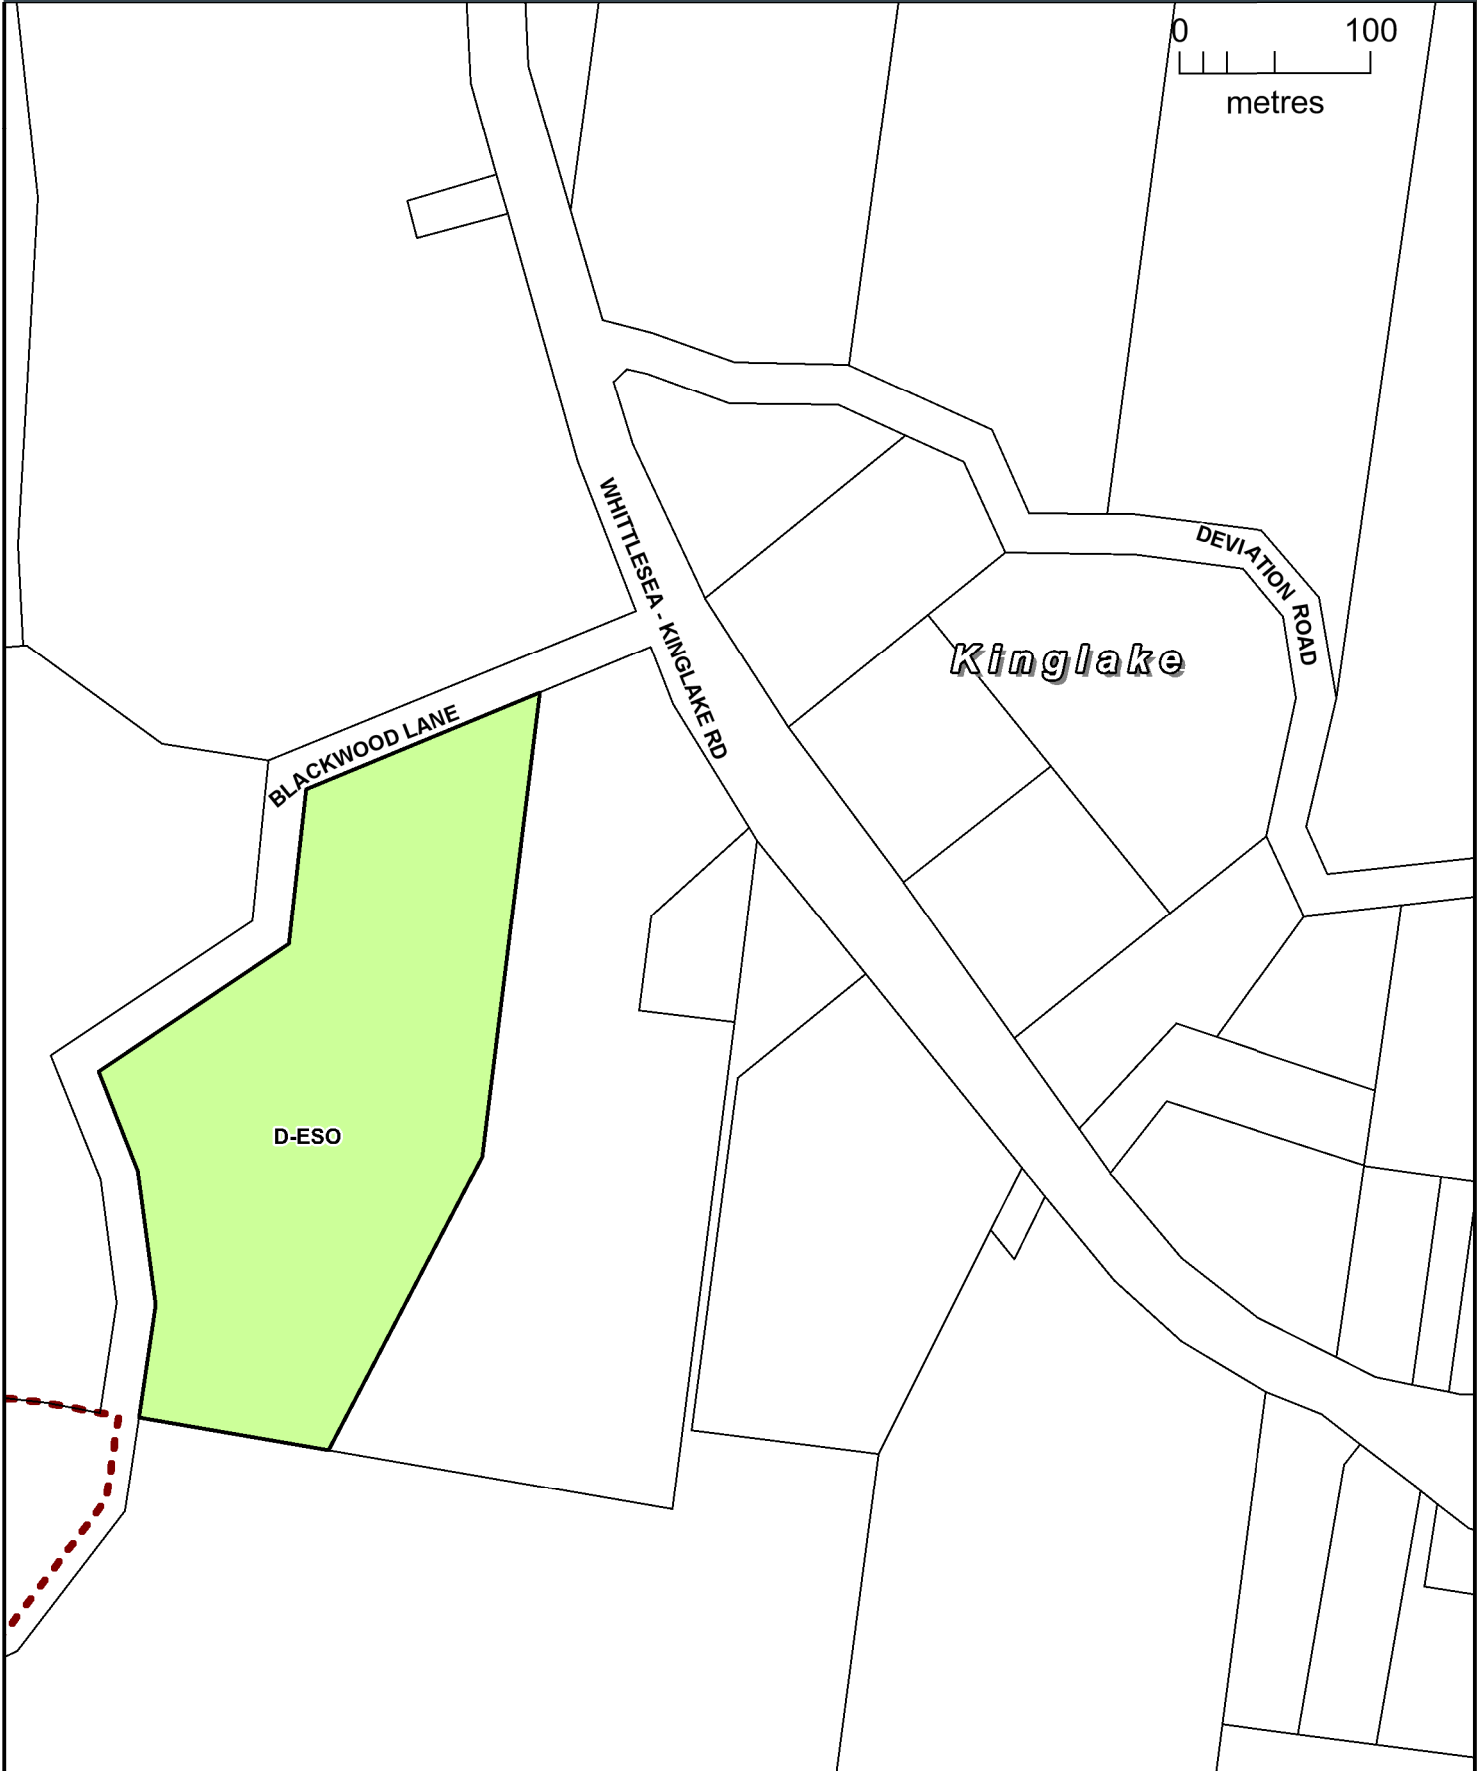 0 100
metres
WHITTLESEA - KINGLAKE RD
DEVIATION ROAD
Kinglake
BLACKWOOD LANE
D-ESO